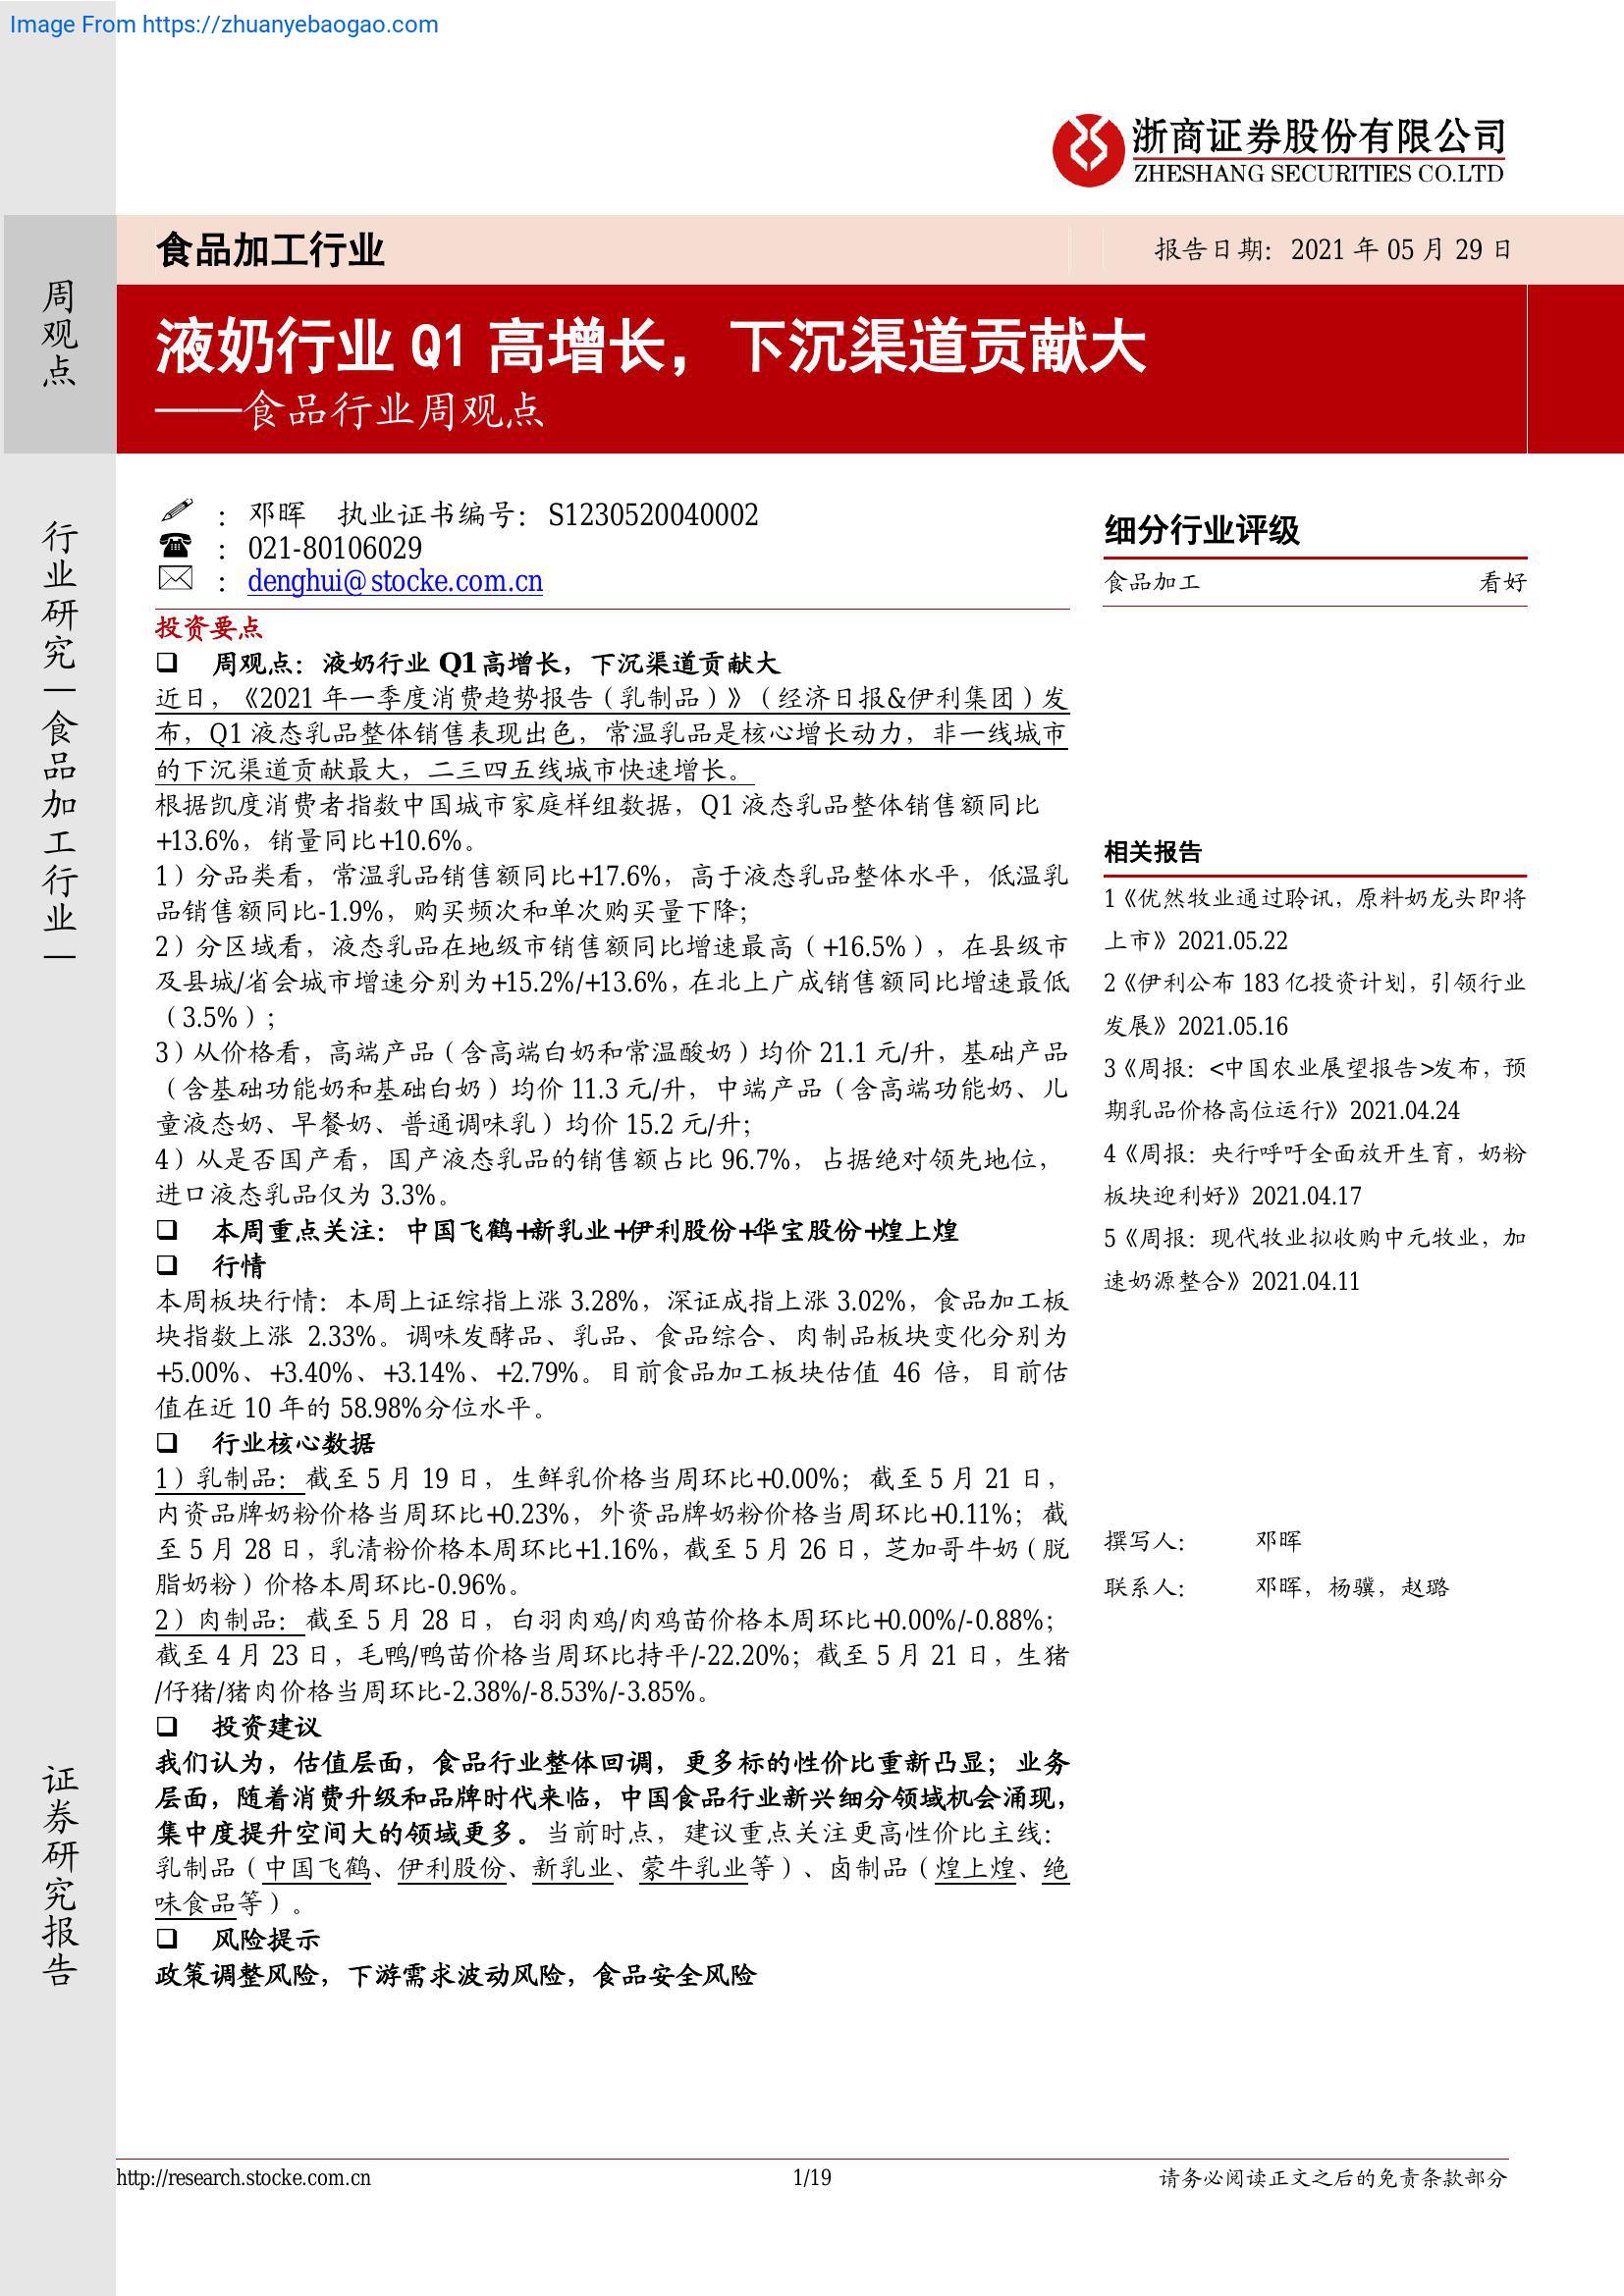 Image From https://zhuanyebaogao.com
浙商证券股份有限公司
ZHESHANG SECURITIES CO.LTD
周观点
食品加工行业
报告日期：2021 年 05 月 29 日
液奶行业 Q1 高增长，下沉渠道贡献大
——食品行业周观点
行业研究—食品加工行业—
证券研究报告
： 邓晖 执业证书编号：S1230520040002
： 021-80106029
： denghui@stocke.com.cn
投资要点
❑ 周观点：液奶行业 Q1 高增长，下沉渠道贡献大
近日，《2021 年一季度消费趋势报告（乳制品）》（经济日报&伊利集团）发
布，Q1 液态乳品整体销售表现出色，常温乳品是核心增长动力，非一线城市
的下沉渠道贡献最大，二三四五线城市快速增长。
根据凯度消费者指数中国城市家庭样组数据，Q1 液态乳品整体销售额同比
+13.6%，销量同比+10.6%。
1）分品类看，常温乳品销售额同比+17.6%，高于液态乳品整体水平，低温乳
品销售额同比-1.9%，购买频次和单次购买量下降；
2）分区域看，液态乳品在地级市销售额同比增速最高（+16.5%），在县级市
及县城/省会城市增速分别为+15.2%/+13.6%，在北上广成销售额同比增速最低
（3.5%）；
3）从价格看，高端产品（含高端白奶和常温酸奶）均价 21.1 元/升，基础产品
（含基础功能奶和基础白奶）均价 11.3 元/升，中端产品（含高端功能奶、儿
童液态奶、早餐奶、普通调味乳）均价 15.2 元/升；
4）从是否国产看，国产液态乳品的销售额占比 96.7%，占据绝对领先地位，
进口液态乳品仅为 3.3%。
❑ 本周重点关注：中国飞鹤+新乳业+伊利股份+华宝股份+煌上煌
❑ 行情
本周板块行情：本周上证综指上涨 3.28%，深证成指上涨 3.02%，食品加工板
块指数上涨 2.33%。调味发酵品、乳品、食品综合、肉制品板块变化分别为
+5.00%、+3.40%、+3.14%、+2.79%。目前食品加工板块估值 46 倍，目前估
值在近 10 年的 58.98%分位水平。
❑ 行业核心数据
1）乳制品：截至 5 月 19 日，生鲜乳价格当周环比+0.00%；截至 5 月 21 日，
内资品牌奶粉价格当周环比+0.23%，外资品牌奶粉价格当周环比+0.11%；截
至 5 月 28 日，乳清粉价格本周环比+1.16%，截至 5 月 26 日，芝加哥牛奶（脱
脂奶粉）价格本周环比-0.96%。
2）肉制品：截至 5 月 28 日，白羽肉鸡/肉鸡苗价格本周环比+0.00%/-0.88%；
截至 4 月 23 日，毛鸭/鸭苗价格当周环比持平/-22.20%；截至 5 月 21 日，生猪
/仔猪/猪肉价格当周环比-2.38%/-8.53%/-3.85%。
❑ 投资建议
我们认为，估值层面，食品行业整体回调，更多标的性价比重新凸显；业务
层面，随着消费升级和品牌时代来临，中国食品行业新兴细分领域机会涌现，
集中度提升空间大的领域更多。当前时点，建议重点关注更高性价比主线：
乳制品（中国飞鹤、伊利股份、新乳业、蒙牛乳业等）、卤制品（煌上煌、绝
味食品等）。
❑ 风险提示
政策调整风险，下游需求波动风险，食品安全风险
细分行业评级
食品加工 看好
相关报告
1《优然牧业通过聆讯，原料奶龙头即将
上市》2021.05.22
2《伊利公布 183 亿投资计划，引领行业
发展》2021.05.16
3《周报：<中国农业展望报告>发布，预
期乳品价格高位运行》2021.04.24
4《周报：央行呼吁全面放开生育，奶粉
板块迎利好》2021.04.17
5《周报：现代牧业拟收购中元牧业，加
速奶源整合》2021.04.11
撰写人： 邓晖
联系人： 邓晖，杨骥，赵璐
http://research.stocke.com.cn
1/19
请务必阅读正文之后的免责条款部分